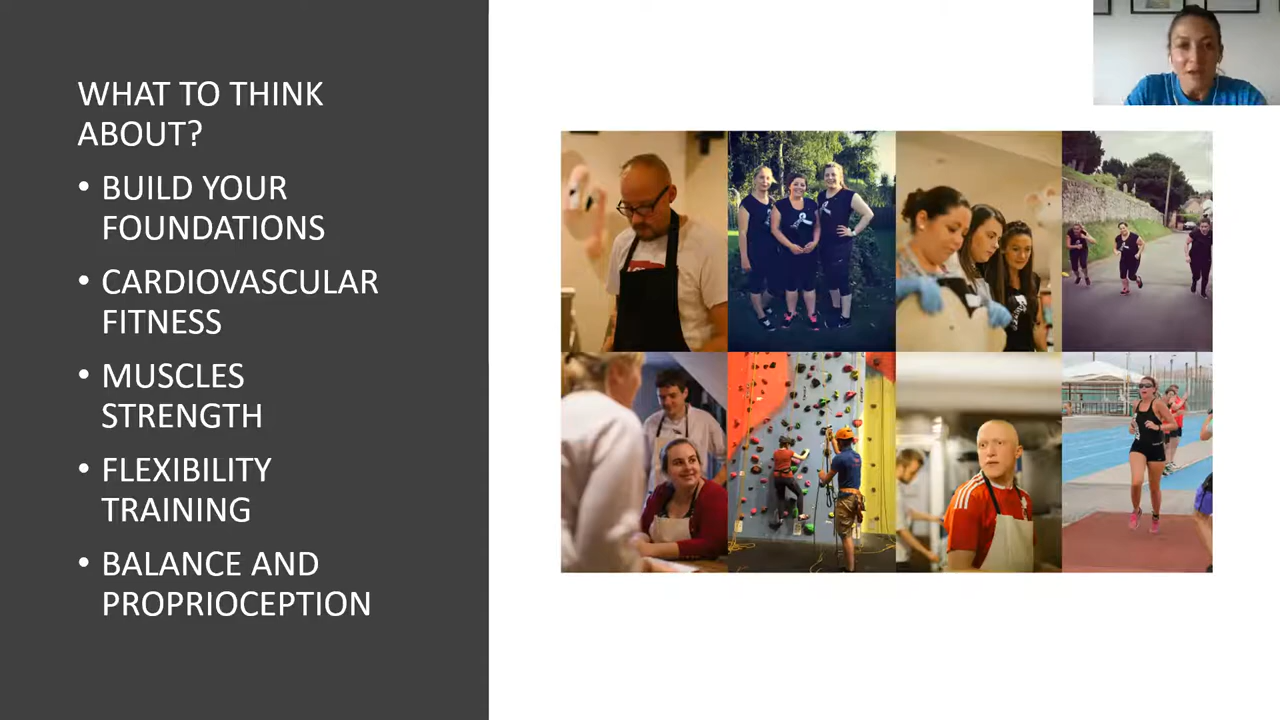 WHAT TO THINK
ABOUT?
• BUILD YOUR
FOUNDATIONS
• CARDIOVASCULAR
FITNESS
• MUSCLES
STRENGTH
• FLEXIBILITY
TRAINING
• BALANCE AND
PROPRIOCEPTION